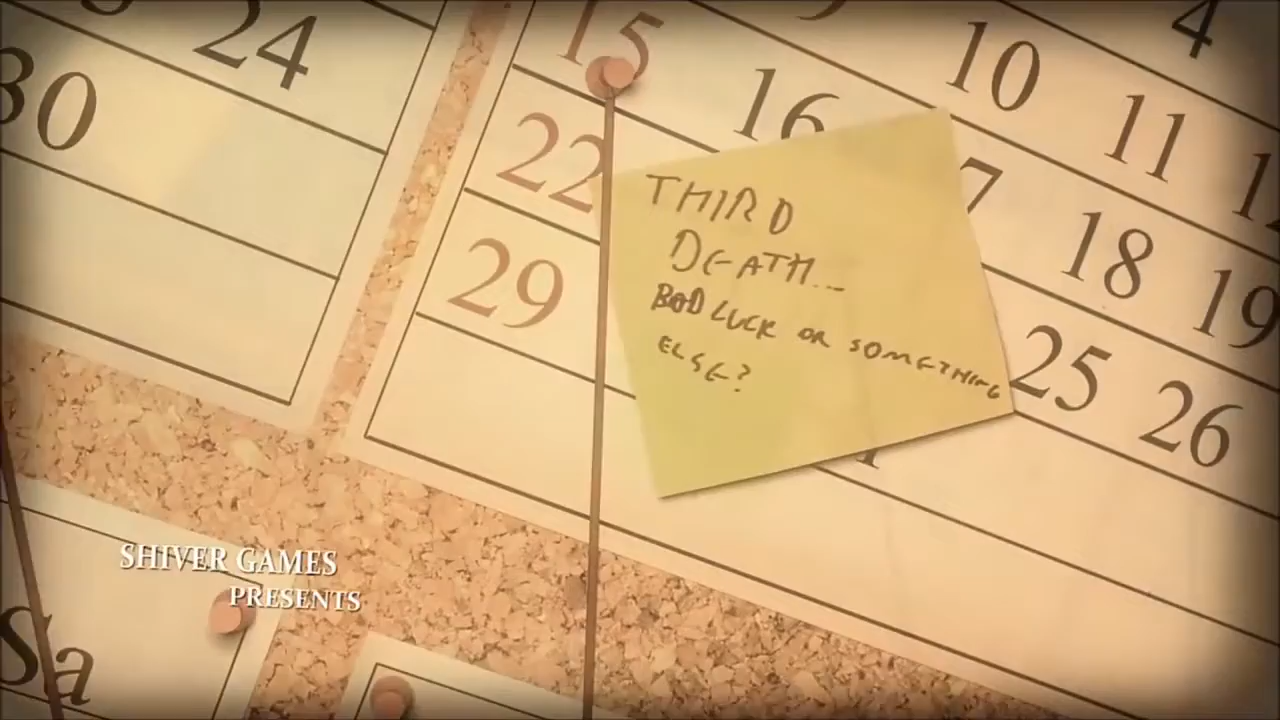 24
30
15
22
29
16
4
10
11
7
18
19
25
26
THIRD
DEATH...
BAD LUCK OR SOMETHING
ELSE?
SHIVER GAMES
PRESENTS
Sa